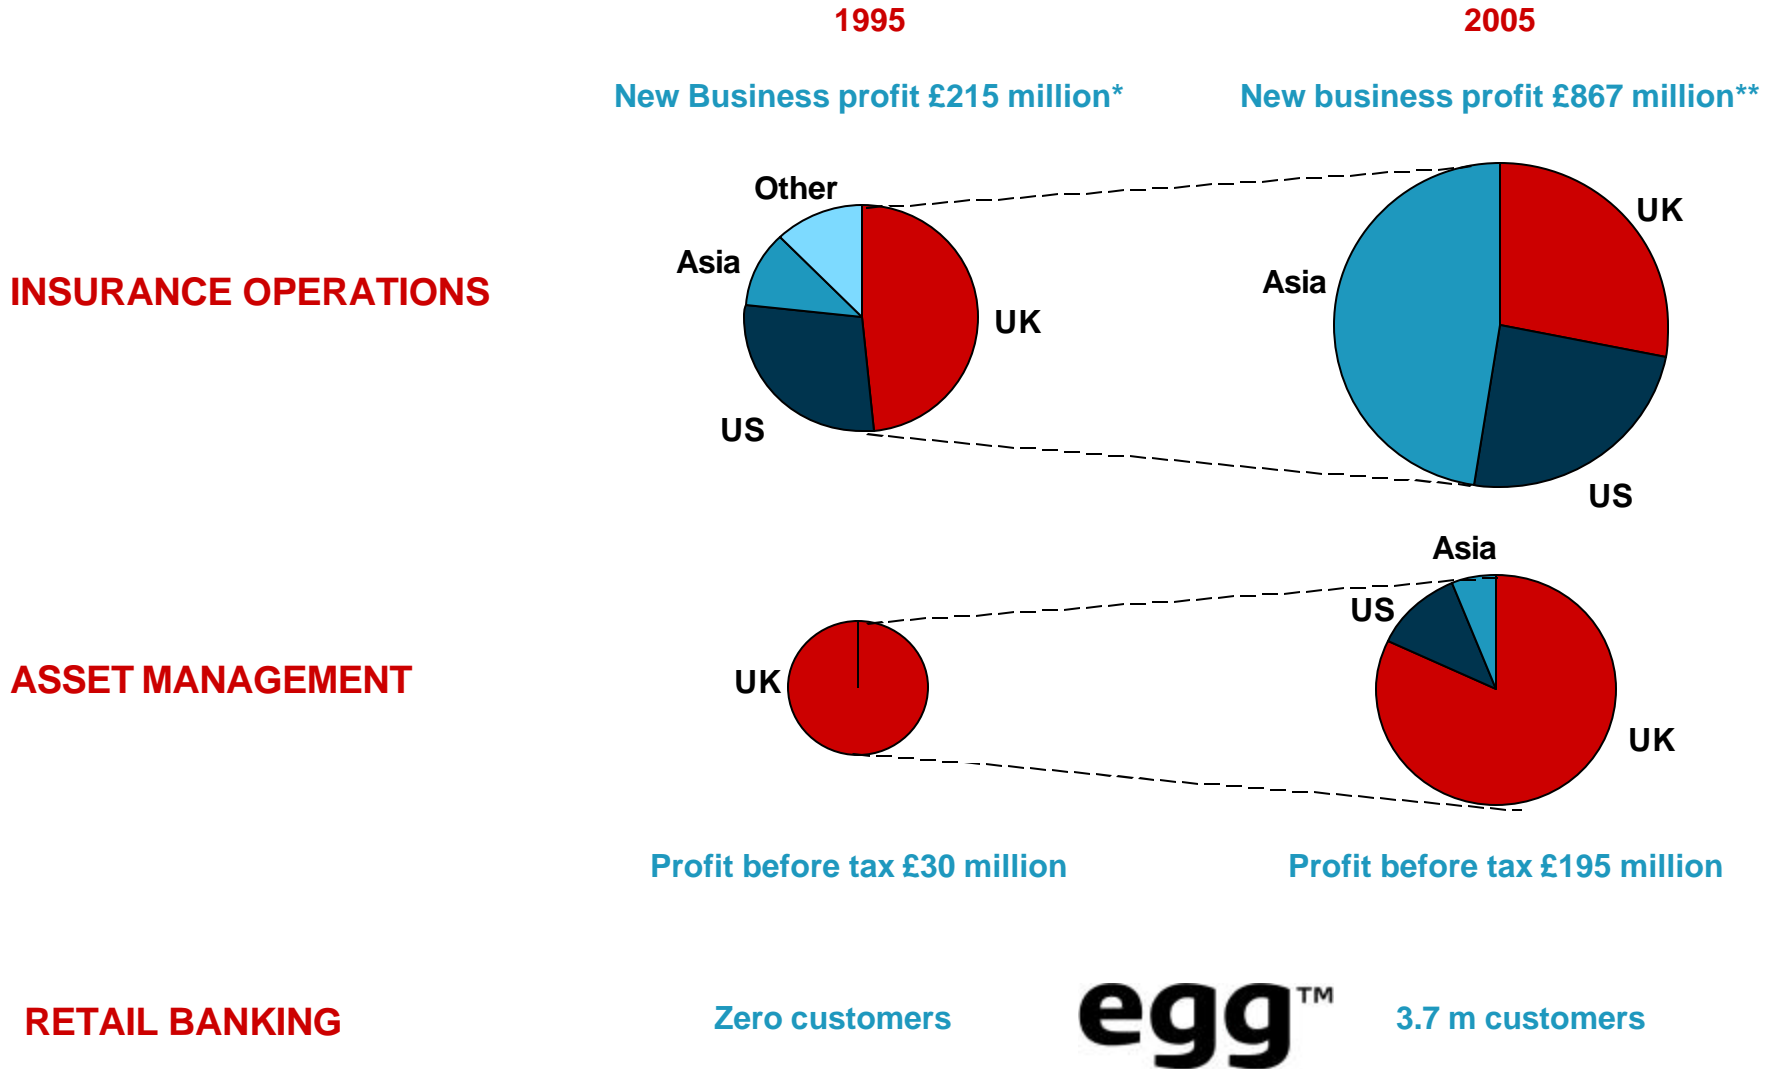 1995
2005
New Business profit £215 million*
New business profit £867 million**
INSURANCE OPERATIONS
Other
Asia
UK
US
UK
Asia
US
ASSET MANAGEMENT
UK
Asia
US
UK
Profit before tax £30 million
Profit before tax £195 million
RETAIL BANKING
Zero customers
egg™
3.7 m customers